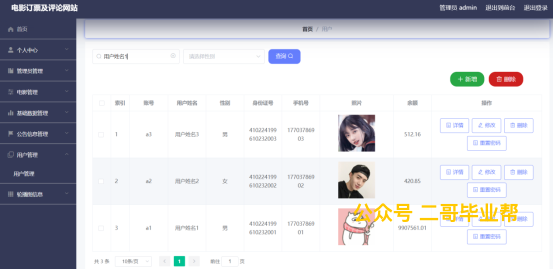 电影订票及评论网站
管理员 admin 退出到前台 退出登录
首页
个人中心
管理员管理
电影管理
基础数据管理
公告信息管理
用户管理
用户管理
轮播图信息
首页 / 用户
用户姓名1
请选择性别
查询
新增
删除
索引 账号 用户姓名 性别 身份证号 手机号 照片 余额 操作
1 a3 用户姓名3 男 410224199610232003 17703786903 512.16 详情 修改 删除 重置密码
2 a2 用户姓名2 女 410224199610232002 17703786902 420.85 详情 修改 删除 重置密码
3 a1 用户姓名1 男 410224199610232001 17703786901 9907561.01 详情 修改 删除 重置密码
公众号 二哥毕业帮
共 3 条 10条/页 1 前往 1 页